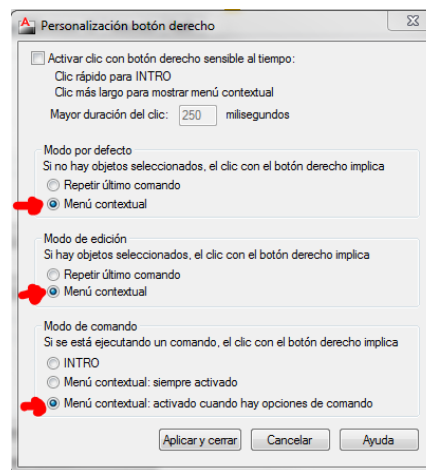 Personalización botón derecho
Activar clic con botón derecho sensible al tiempo:
Clic rápido para INTRO
Clic más largo para mostrar menú contextual
Mayor duración del clic: 250 milisegundos
Modo por defecto
Si no hay objetos seleccionados, el clic con el botón derecho implica
Repetir último comando
Menú contextual
Modo de edición
Si hay objetos seleccionados, el clic con el botón derecho implica
Repetir último comando
Menú contextual
Modo de comando
Si se está ejecutando un comando, el clic con el botón derecho implica
INTRO
Menú contextual: siempre activado
Menú contextual: activado cuando hay opciones de comando
Aplicar y cerrar Cancelar Ayuda